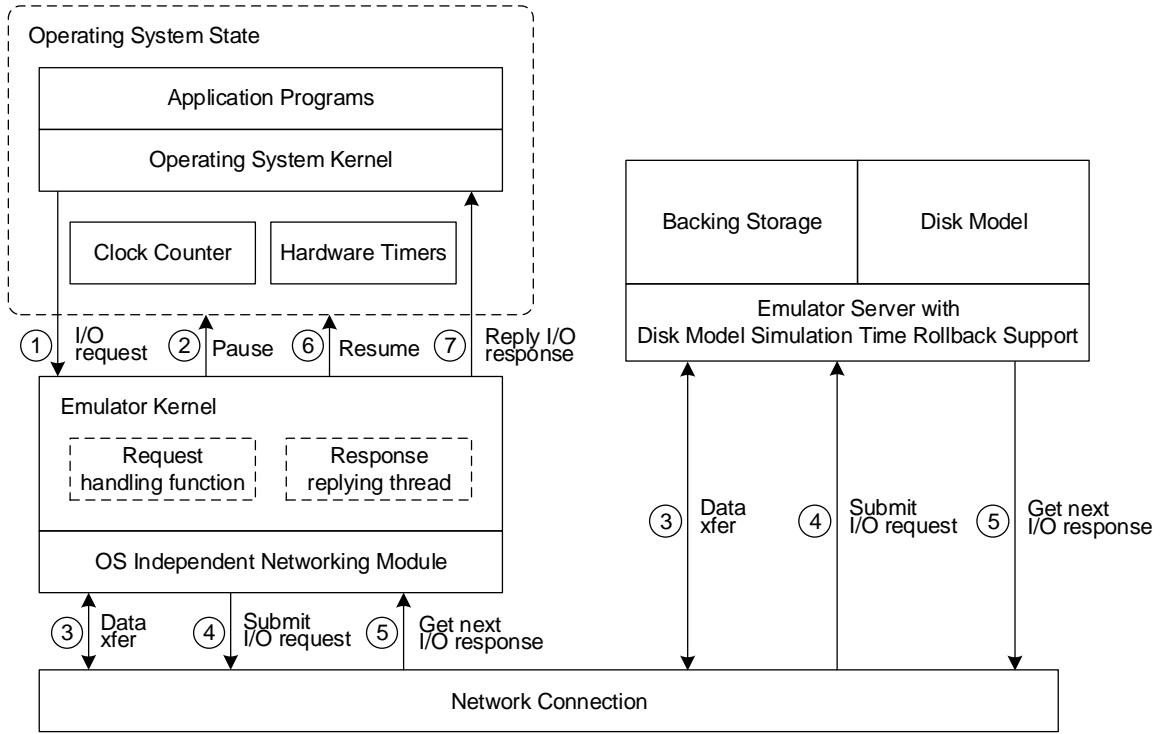 Operating System State
Application Programs
Operating System Kernel
Clock Counter
Hardware Timers
Backing Storage
Disk Model
Emulator Server with
Disk Model Simulation Time Rollback Support
1
I/O
request
2
Pause
6
Resume
7
Reply I/O
response
Emulator Kernel
Request
handling function
Response
replying thread
OS Independent Networking Module
3
Data
xfer
4
Submit
I/O request
5
Get next
I/O response
3
Data
xfer
4
Submit
I/O request
5
Get next
I/O response
Network Connection